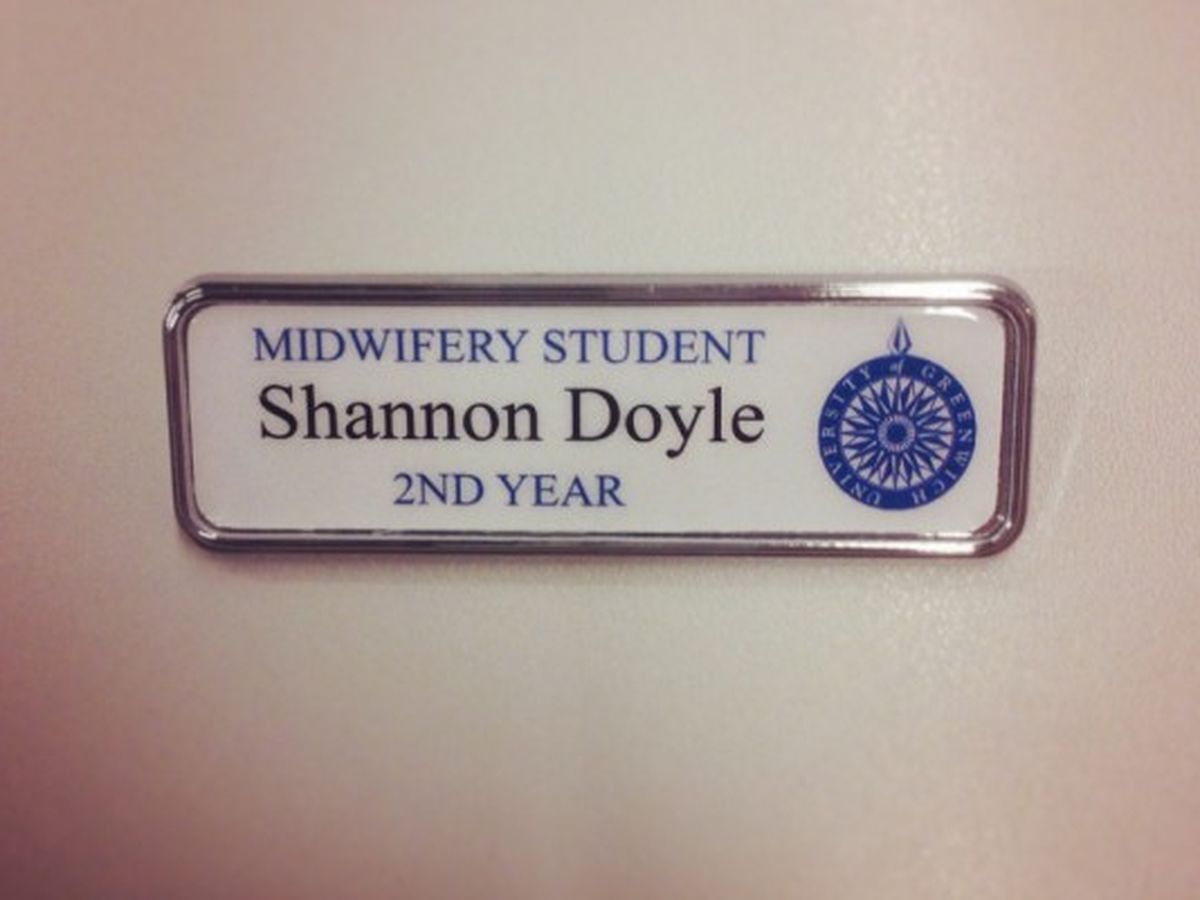 MIDWIFERY STUDENT
Shannon Doyle
2ND YEAR
UNIVERSITY of GREENWICH